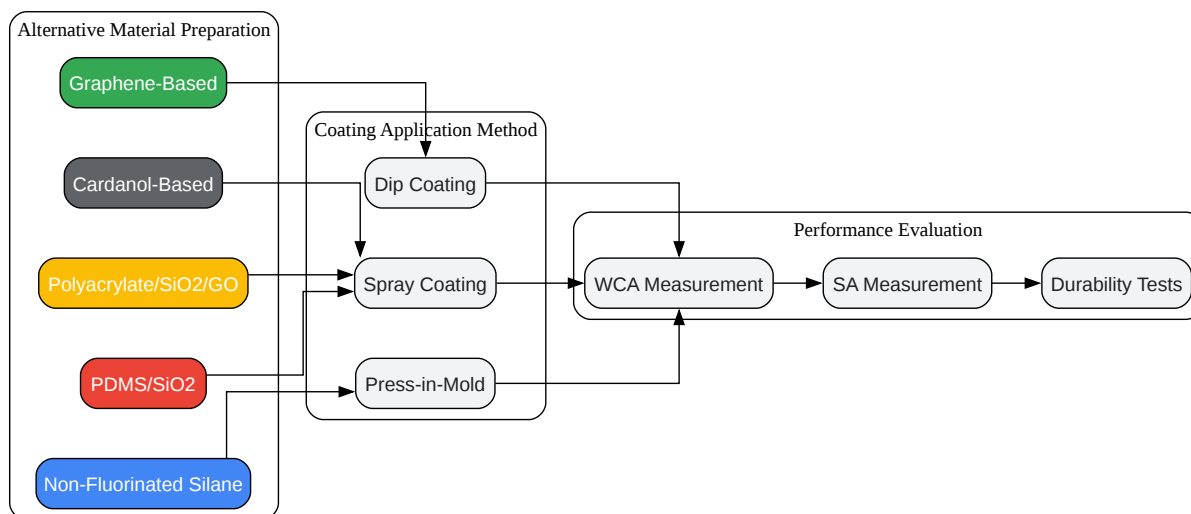 Alternative Material Preparation
Graphene-Based
Cardanol-Based
Polyacrylate/SiO2/GO
PDMS/SiO2
Non-Fluorinated Silane
Coating Application Method
Dip Coating
Spray Coating
Press-in-Mold
Performance Evaluation
WCA Measurement
SA Measurement
Durability Tests